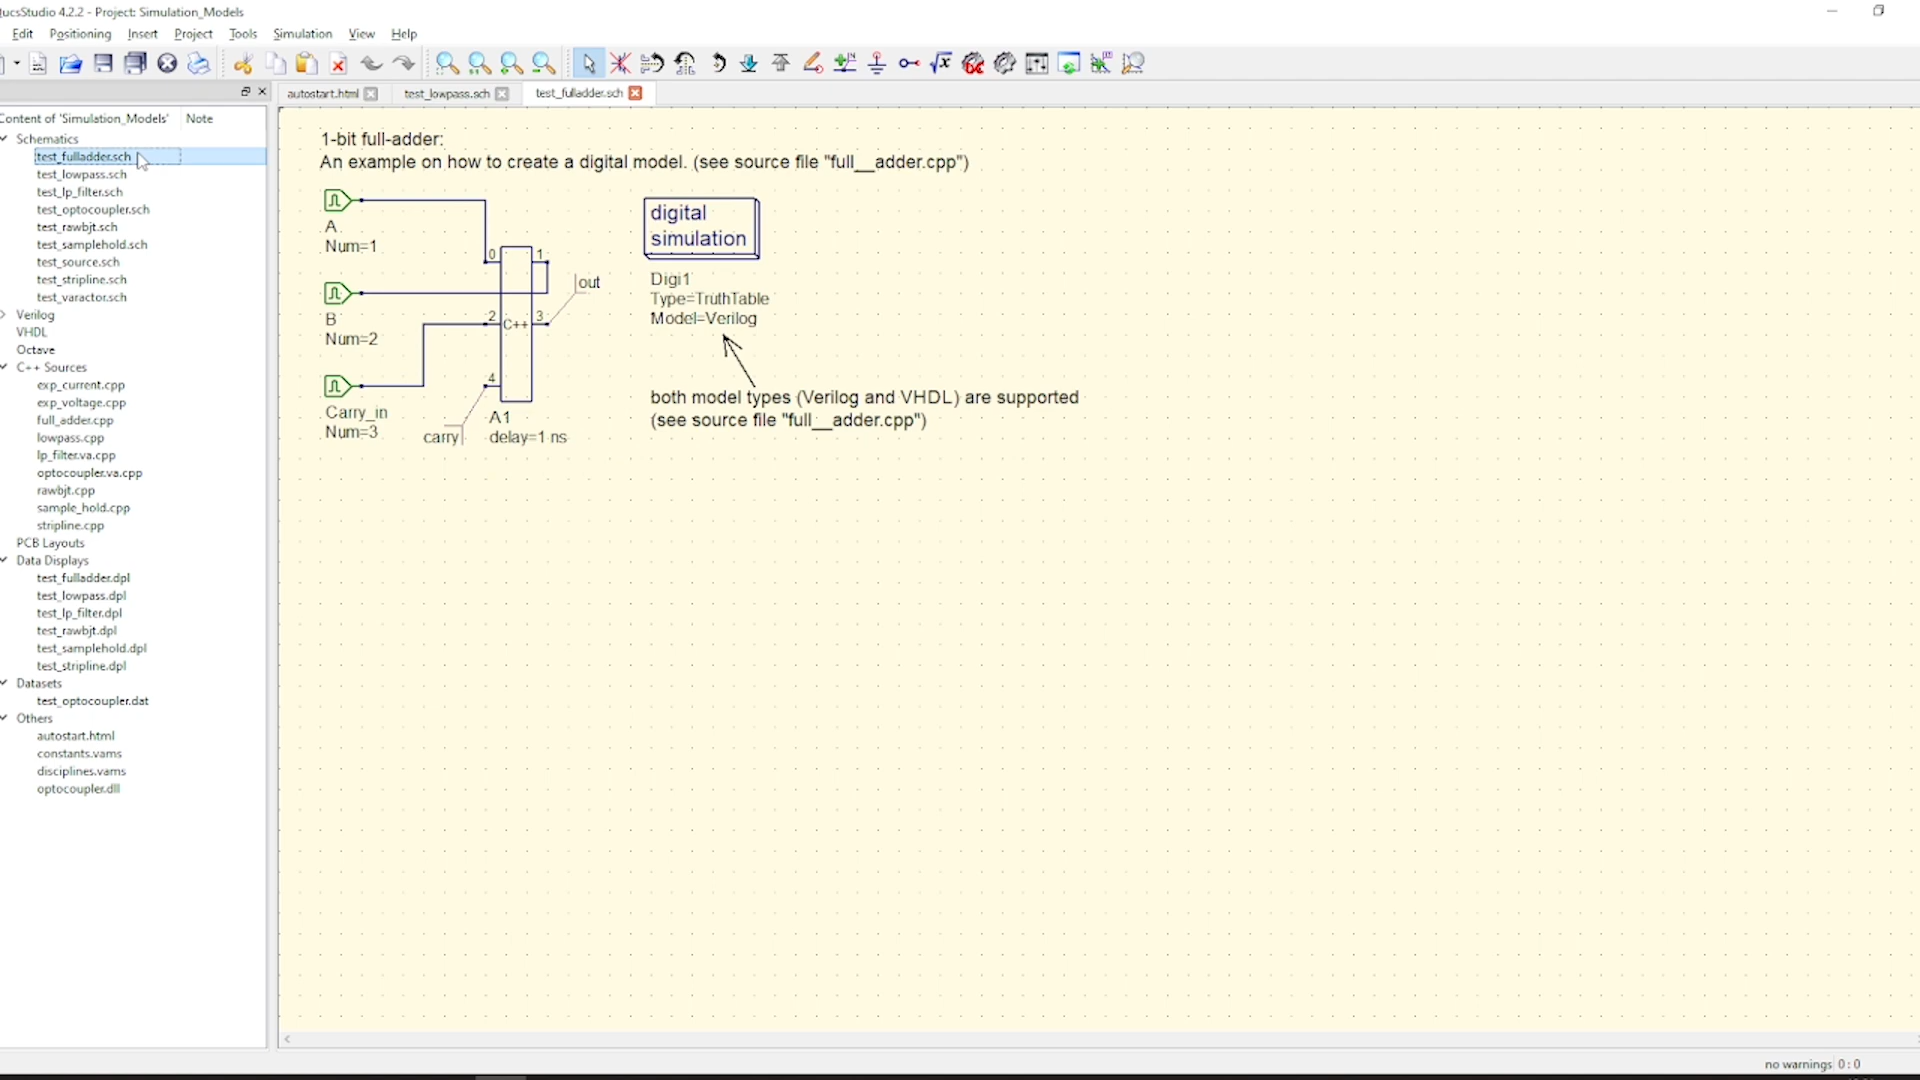 ucsStudio 4.2.2 - Project: Simulation_Models
Edit Positioning Insert Project Tools Simulation View Help
autostart.html test_lowpass.sch test_fulladder.sch
Content of 'Simulation_Models' Note
Schematics
test_fulladder.sch
test_lowpass.sch
test_lp_filter.sch
test_optocoupler.sch
test_rawbjt.sch
test_samplehold.sch
test_source.sch
test_stripline.sch
test_varactor.sch
Verilog
VHDL
Octave
C++ Sources
exp_current.cpp
exp_voltage.cpp
full_adder.cpp
lowpass.cpp
lp_filter.va.cpp
optocoupler.va.cpp
rawbjt.cpp
sample_hold.cpp
stripline.cpp
PCB Layouts
Data Displays
test_fulladder.dpl
test_lowpass.dpl
test_lp_filter.dpl
test_rawbjt.dpl
test_samplehold.dpl
test_stripline.dpl
Datasets
test_optocoupler.dat
Others
autostart.html
constants.vams
disciplines.vams
optocoupler.dll
1-bit full-adder:
An example on how to create a digital model. (see source file "full__adder.cpp")
A
Num=1
B
Num=2
Carry_in
Num=3
0 1
2 C++ 3
4
out
carry
A1
delay=1 ns
digital
simulation
Digi1
Type=TruthTable
Model=Verilog
both model types (Verilog and VHDL) are supported
(see source file "full__adder.cpp")
no warnings 0 : 0